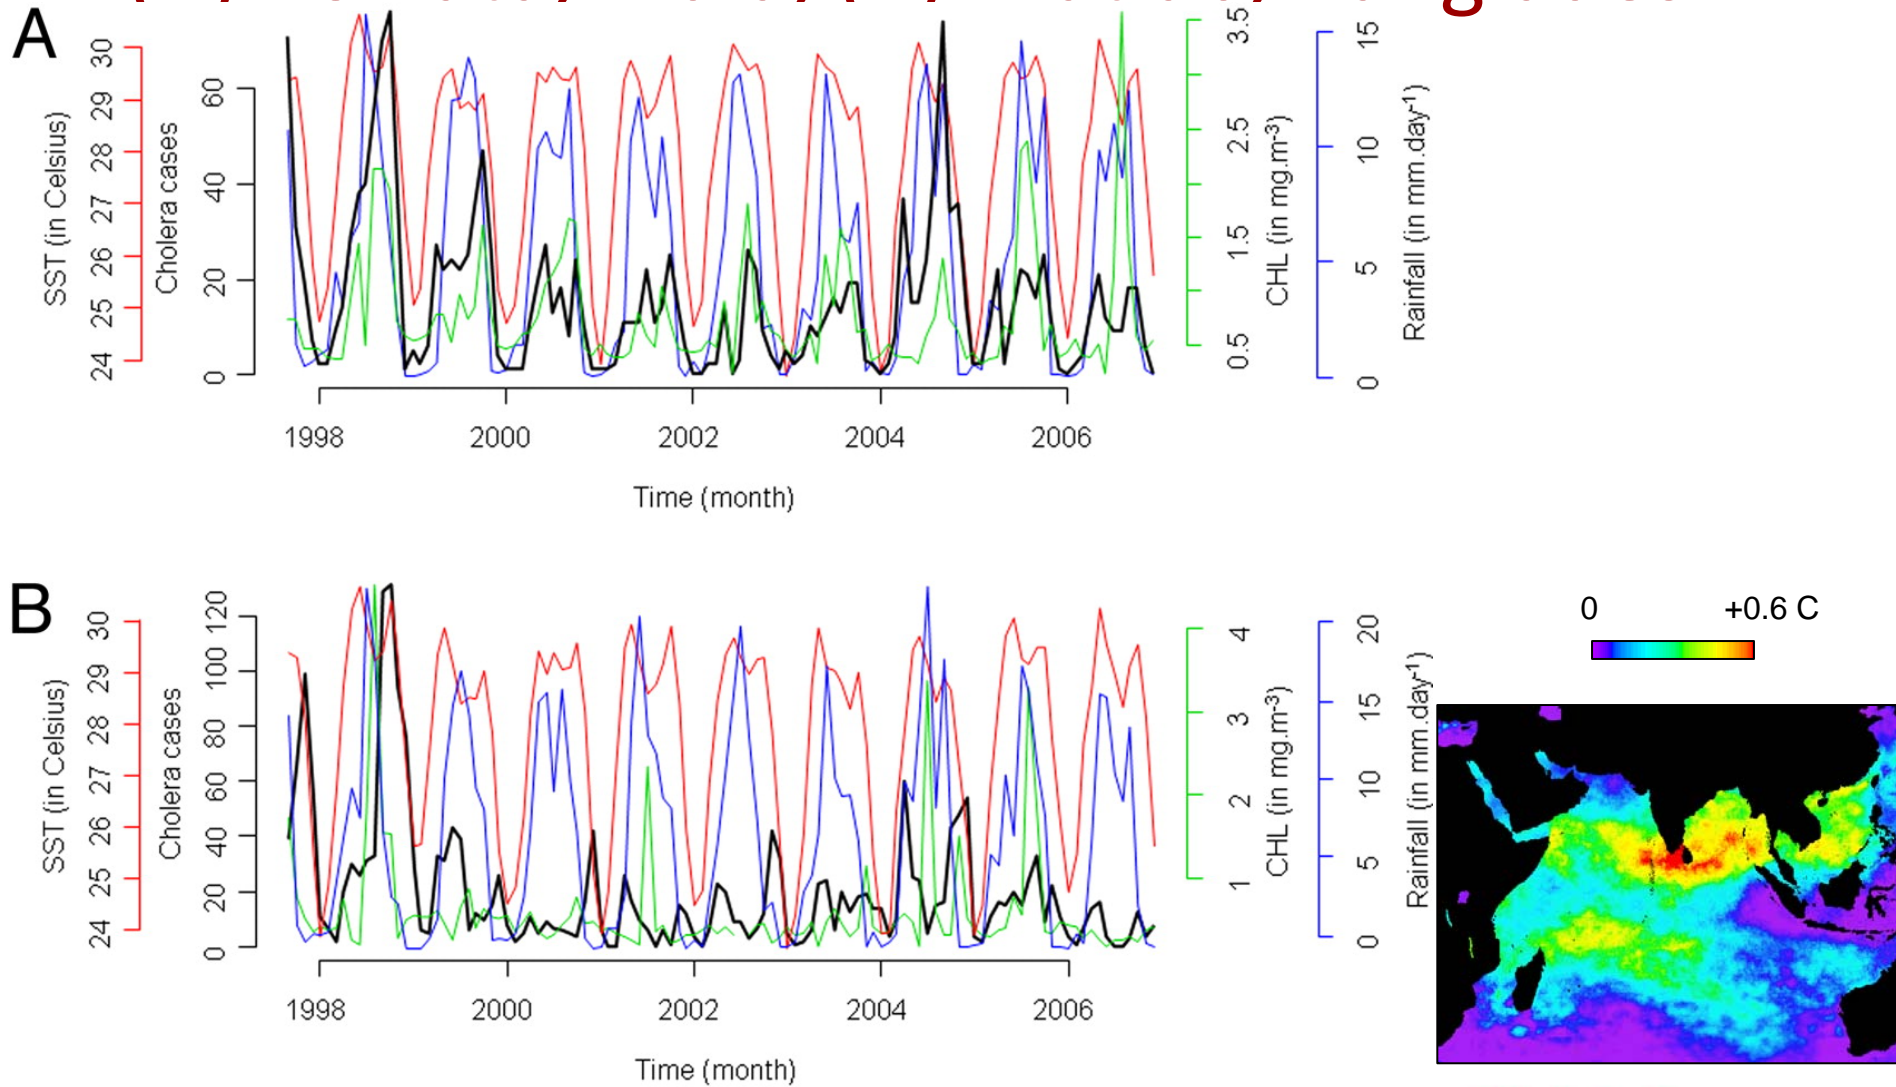 A
SST (in Celsius)
24 25 26 27 28 29 30
Cholera cases
0 20 40 60
0.5 1.5 2.5 3.5
CHL (in mg.m-3)
0 5 10 15
Rainfall (in mm.day-1)
1998 2000 2002 2004 2006
Time (month)
B
SST (in Celsius)
24 25 26 27 28 29 30
Cholera cases
0 20 40 60 80 100 120
1 2 3 4
CHL (in mg.m-3)
0 5 10 15 20
Rainfall (in mm.day-1)
1998 2000 2002 2004 2006
Time (month)
0 +0.6 C